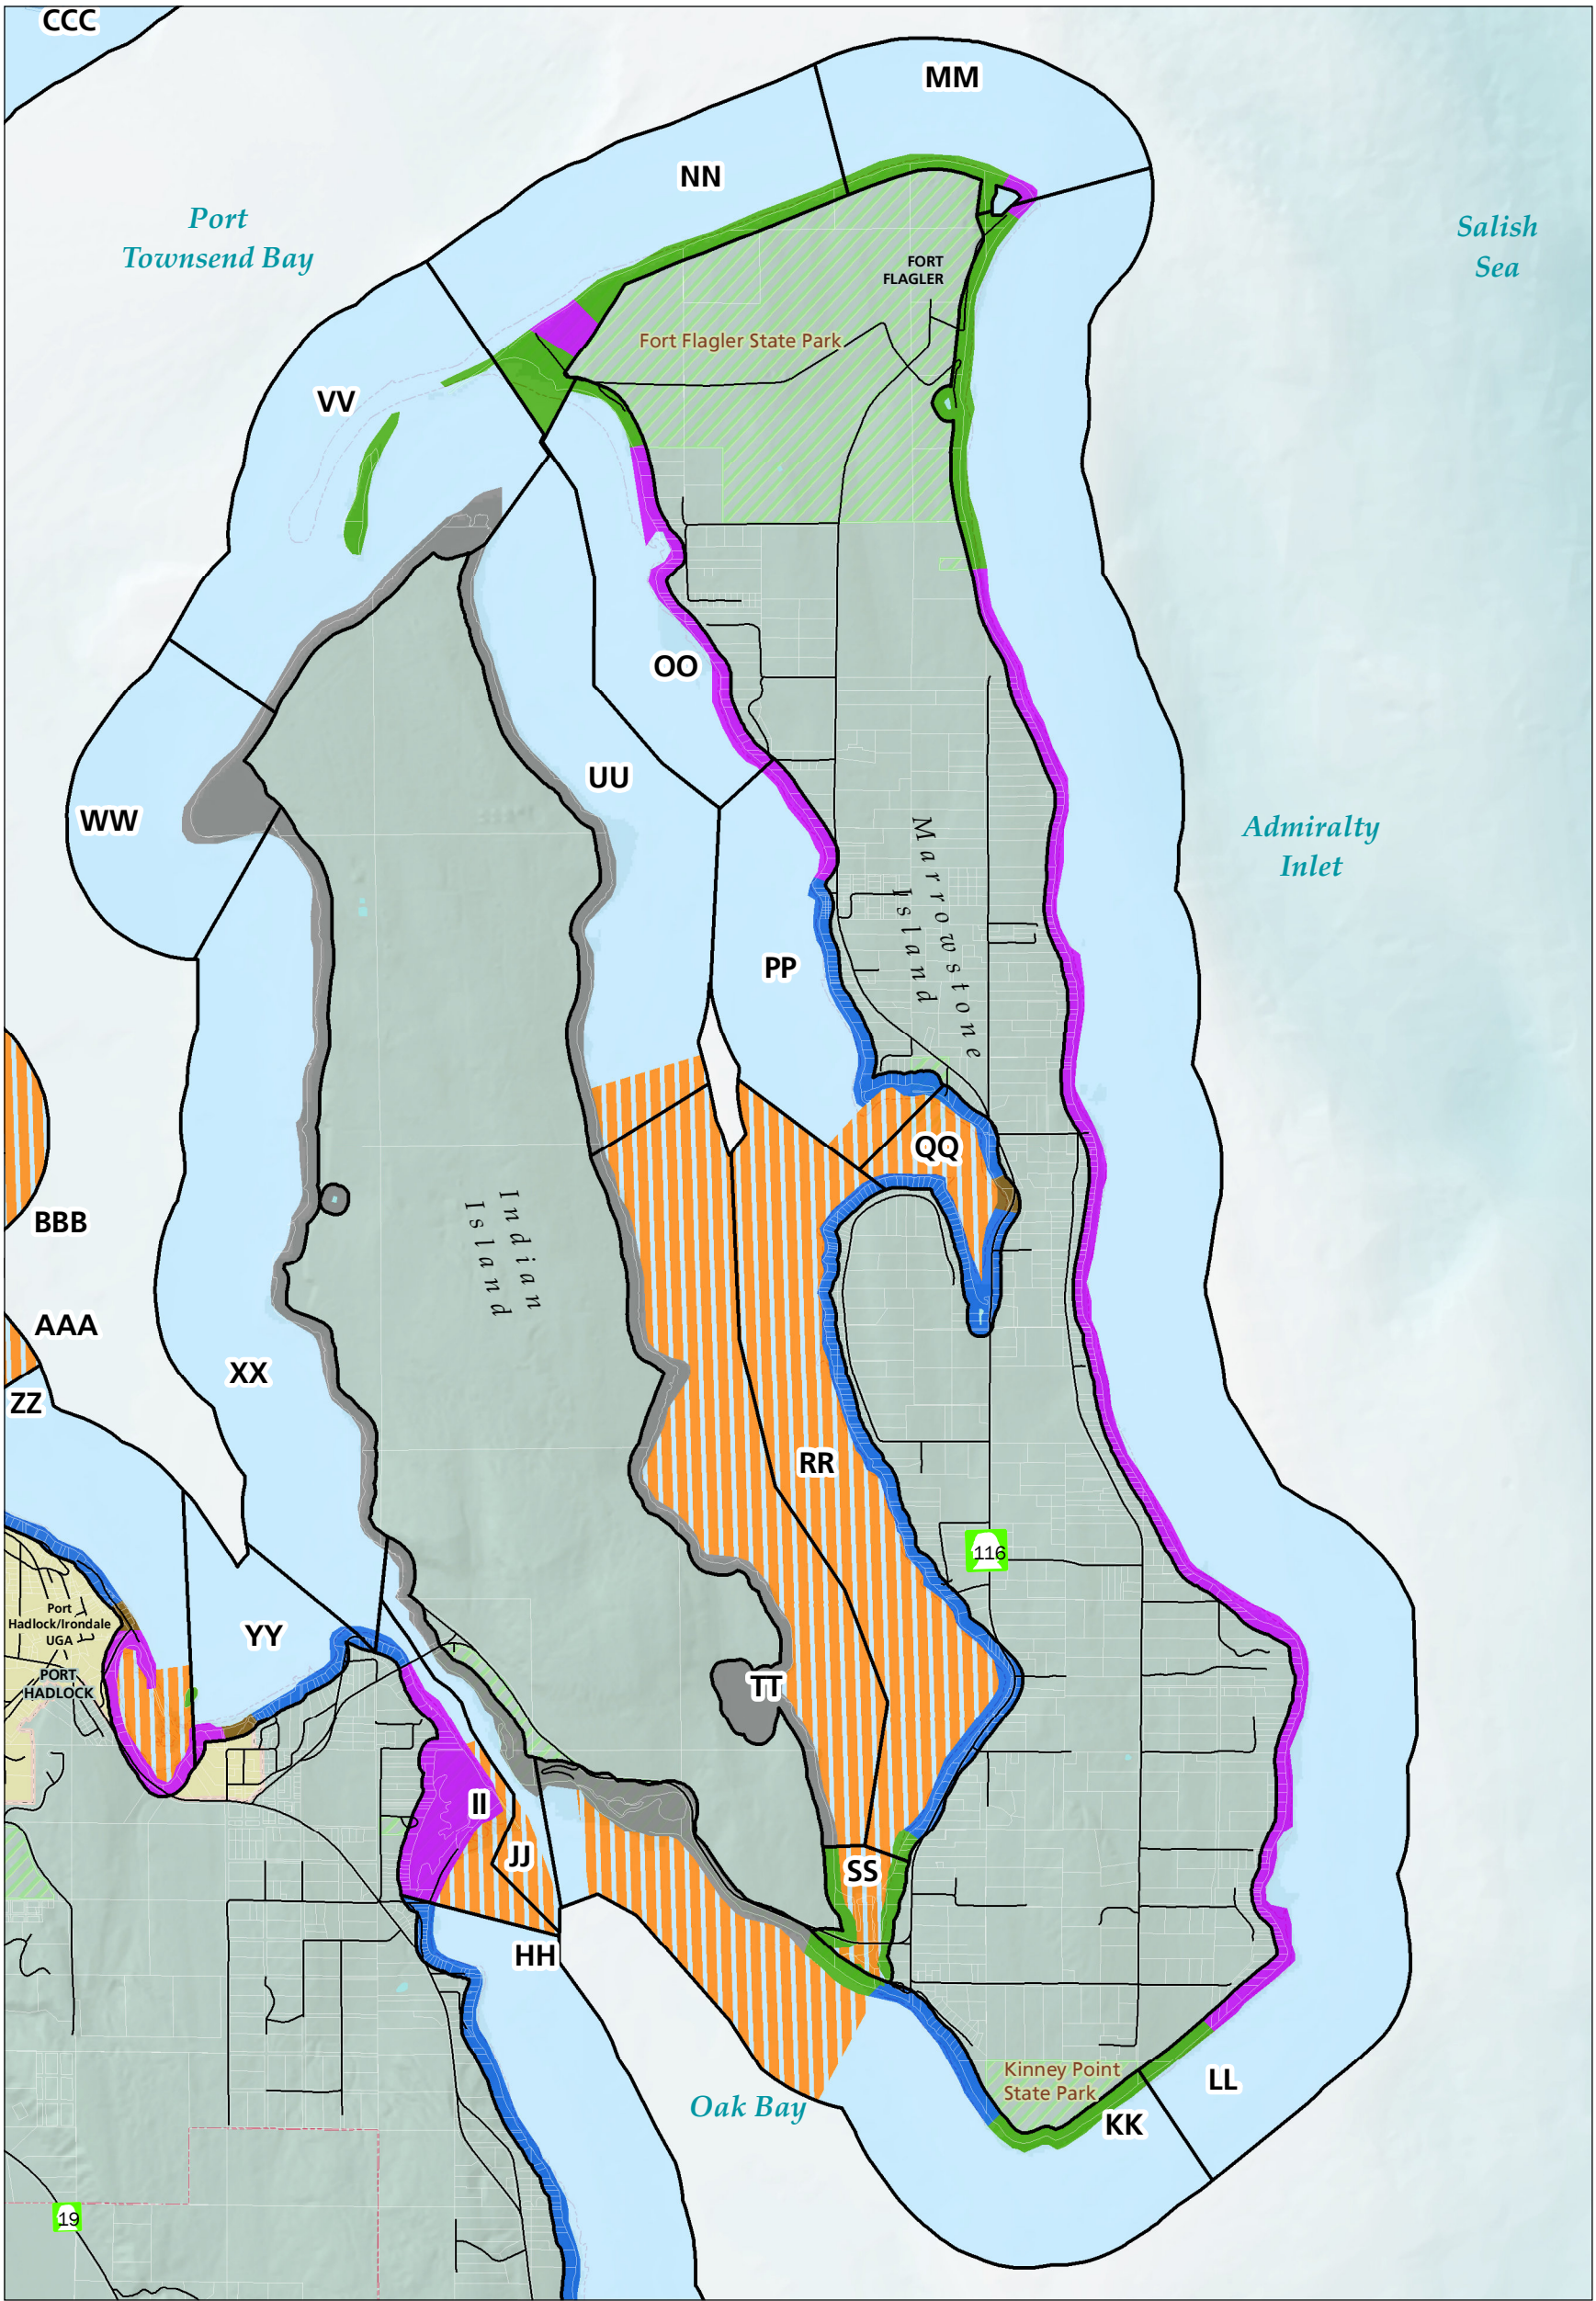 CCC
MM
NN
Port
Townsend Bay
Salish
Sea
FORT
FLAGLER
Fort Flagler State Park
VV
OO
UU
WW
Admiralty
Inlet
Marrowstone
Island
PP
QQ
BBB
Indian
Island
AAA
XX
ZZ
RR
116
Port
Hadlock/Irondale
UGA
YY
PORT
HADLOCK
TT
II
JJ
SS
HH
Kinney Point
State Park
LL
Oak Bay
KK
19